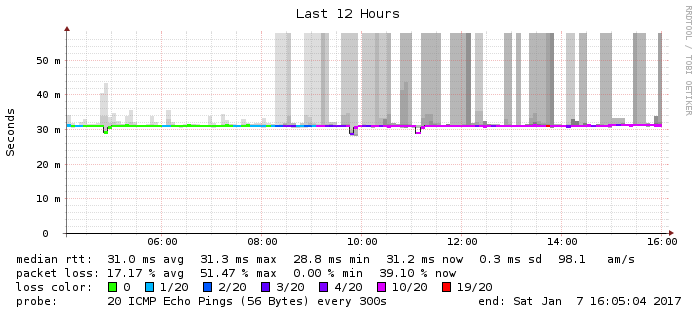 Last 12 Hours
RRDTOOL / TOBI OETIKER
Seconds
50 m
40 m
30 m
20 m
10 m
0 m
06:00 08:00 10:00 12:00 14:00 16:00
median rtt: 31.0 ms avg 31.3 ms max 28.8 ms min 31.2 ms now 0.3 ms sd 98.1 am/s
packet loss: 17.17 % avg 51.47 % max 0.00 % min 39.10 % now
loss color: 0 1/20 2/20 3/20 4/20 10/20 19/20
probe: 20 ICMP Echo Pings (56 Bytes) every 300s end: Sat Jan 7 16:05:04 2017